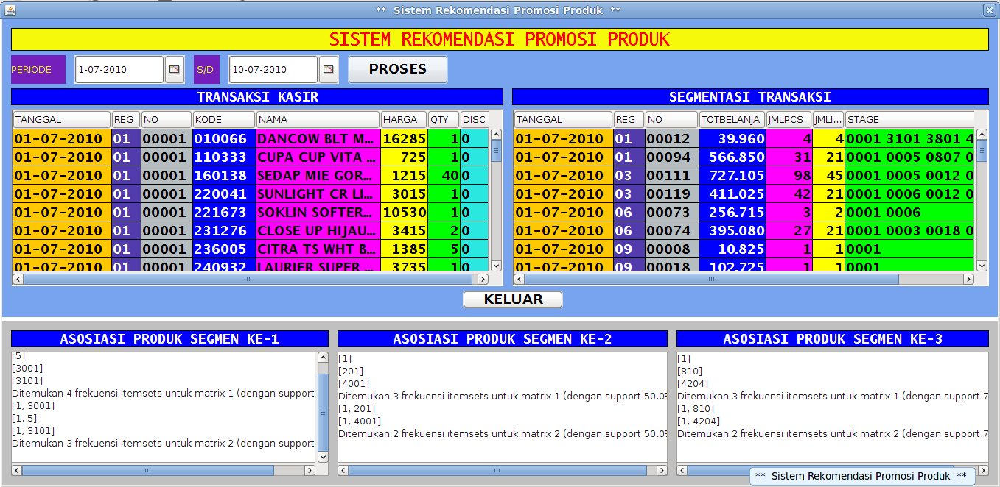 ** Sistem Rekomendasi Promosi Produk **
SISTEM REKOMENDASI PROMOSI PRODUK
PERIODE 1-07-2010 S/D 10-07-2010 PROSES
TRANSAKSI KASIR
TANGGAL REG NO KODE NAMA HARGA QTY DISC
01-07-2010 01 00001 010066 DANCOW BLT M... 16285 1 0
01-07-2010 01 00001 110333 CUPA CUP VITA ... 725 1 0
01-07-2010 01 00001 160138 SEDAP MIE GOR... 1215 40 0
01-07-2010 01 00001 220041 SUNLIGHT CR LI... 3015 1 0
01-07-2010 01 00001 221673 SOKLIN SOFTER... 10530 1 0
01-07-2010 01 00001 231276 CLOSE UP HIJAU... 3415 2 0
01-07-2010 01 00001 236005 CITRA TS WHT B... 1385 5 0
01-07-2010 01 00001 240932 LAURIER SUPER ... 3735 1 0
SEGMENTASI TRANSAKSI
TANGGAL REG NO TOTBELANJA JMLPCS JMLI... STAGE
01-07-2010 01 00012 39.960 4 4 0001 3101 3801 4
01-07-2010 01 00094 566.850 31 21 0001 0005 0807 0
01-07-2010 03 00111 727.105 98 45 0001 0005 0012 0
01-07-2010 03 00119 411.025 42 21 0001 0006 0012 0
01-07-2010 06 00073 256.715 3 2 0001 0006
01-07-2010 06 00074 395.080 27 21 0001 0003 0018 0
01-07-2010 09 00008 10.825 1 1 0001
01-07-2010 09 00018 102.725 1 1 0001
KELUAR
ASOSIASI PRODUK SEGMEN KE-1
[5]
[3001]
[3101]
Ditemukan 4 frekuensi itemsets untuk matrix 1 (dengan support
[1, 3001]
[1, 5]
[1, 3101]
Ditemukan 3 frekuensi itemsets untuk matrix 2 (dengan support
ASOSIASI PRODUK SEGMEN KE-2
[1]
[201]
[4001]
Ditemukan 3 frekuensi itemsets untuk matrix 1 (dengan support 50.0%
[1, 201]
[1, 4001]
Ditemukan 2 frekuensi itemsets untuk matrix 2 (dengan support 50.0%
ASOSIASI PRODUK SEGMEN KE-3
[1]
[810]
[4204]
Ditemukan 3 frekuensi itemsets untuk matrix 1 (dengan support 7
[1, 810]
[1, 4204]
Ditemukan 2 frekuensi itemsets untuk matrix 2 (dengan support 7
** Sistem Rekomendasi Promosi Produk **